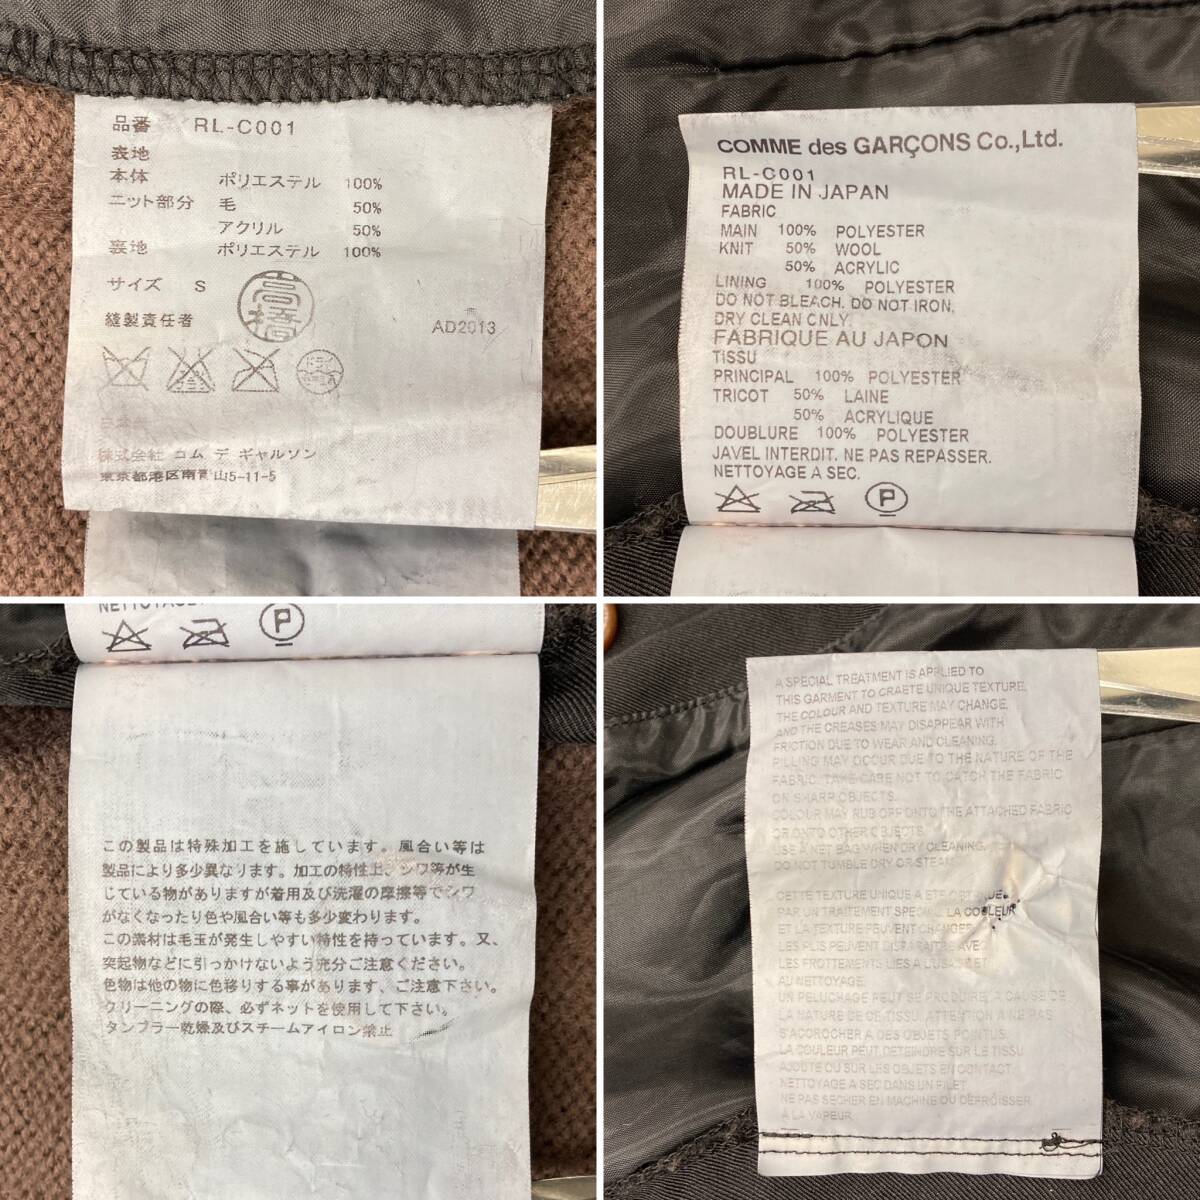 品番 RL-C001
表地
本体 ポリエステル 100%
ニット部分 毛 50%
アクリル 50%
裏地 ポリエステル 100%
サイズ S
高橋
縫製責任者 AD2013
ドライ
株式会社 コム デ ギャルソン
東京都港区南青山5-11-5
COMME des GARÇONS Co.,Ltd.
RL-C001
MADE IN JAPAN
FABRIC
MAIN 100% POLYESTER
KNIT 50% WOOL
50% ACRYLIC
LINING 100% POLYESTER
DO NOT BLEACH. DO NOT IRON.
DRY CLEAN ONLY.
FABRIQUE AU JAPON
TISSU
PRINCIPAL 100% POLYESTER
TRICOT 50% LAINE
50% ACRYLIQUE
DOUBLURE 100% POLYESTER
JAVEL INTERDIT. NE PAS REPASSER.
NETTOYAGE A SEC.
P
P
この製品は特殊加工を施しています。風合い等は
製品により多少異なります。加工の特性上、シワ等が生
じている物がありますが着用及び洗濯の摩擦等でシワ
がなくなったり色や風合い等も多少変わります。
この素材は毛玉が発生しやすい特性を持っています。又、
突起物などに引っかけないよう充分ご注意ください。
色物は他の物に色移りする事があります、ご注意下さい。
クリーニングの際、必ずネットを使用して下さい。
タンブラー乾燥及びスチームアイロン禁止
A SPECIAL TREATMENT IS APPLIED TO
THIS GARMENT TO CRAETE UNIQUE TEXTURE.
THE COLOUR AND TEXTURE MAY CHANGE,
AND THE CREASES MAY DISAPPEAR WITH
FRICTION DUE TO WEAR AND CLEANING.
PILLING MAY OCCUR DUE TO THE NATURE OF THE
FABRIC. TAKE CARE NOT TO CATCH THE FABRIC
ON SHARP OBJECTS.
COLOUR MAY RUB OFF ONTO THE ATTACHED FABRIC
OR ONTO OTHER OBJECTS.
USE A NET BAG WHEN DRY CLEANING.
DO NOT TUMBLE DRY OR STEAM
CETTE TEXTURE UNIQUE A ETE OBTENUE
PAR UN TRAITEMENT SPECIAL. LA COULEUR
ET LA TEXTURE PEUVENT CHANGER
LES PLIS PEUVENT DISPARAITRE AVEC
LES FROTTEMENTS LIES A L'USAGE ET
AU NETTOYAGE.
UN PELUCHAGE PEUT SE PRODUIRE A CAUSE DE
LA NATURE DE CE TISSU. ATTENTION A NE PAS
S'ACCROCHER A DES OBJETS POINTUS.
LA COULEUR PEUT DETEINDRE SUR LE TISSU
AJOUTE OU SUR LES OBJETS EN CONTACT.
NETTOYAGE A SEC DANS UN FILET.
NE PAS SECHER EN MACHINE OU DEFROISSER
A LA VAPEUR.